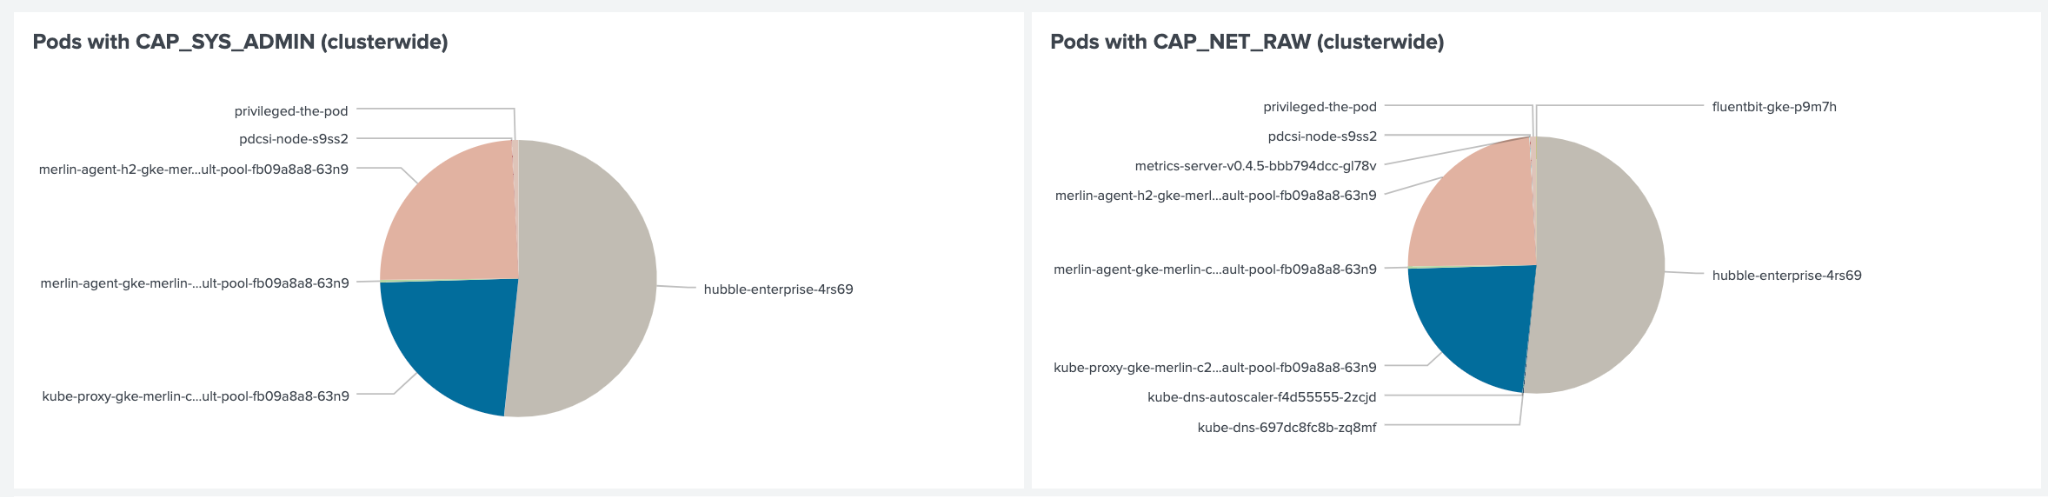 Pods with CAP_SYS_ADMIN (clusterwide)
privileged-the-pod
pdcsi-node-s9ss2
merlin-agent-h2-gke-mer...ult-pool-fb09a8a8-63n9
merlin-agent-gke-merlin-...ult-pool-fb09a8a8-63n9
hubble-enterprise-4rs69
kube-proxy-gke-merlin-c...ult-pool-fb09a8a8-63n9
Pods with CAP_NET_RAW (clusterwide)
privileged-the-pod
fluentbit-gke-p9m7h
pdcsi-node-s9ss2
metrics-server-v0.4.5-bbb794dcc-gl78v
merlin-agent-h2-gke-merl...ault-pool-fb09a8a8-63n9
merlin-agent-gke-merlin-c...ault-pool-fb09a8a8-63n9
hubble-enterprise-4rs69
kube-proxy-gke-merlin-c2...ault-pool-fb09a8a8-63n9
kube-dns-autoscaler-f4d55555-2zcjd
kube-dns-697dc8fc8b-zq8mf